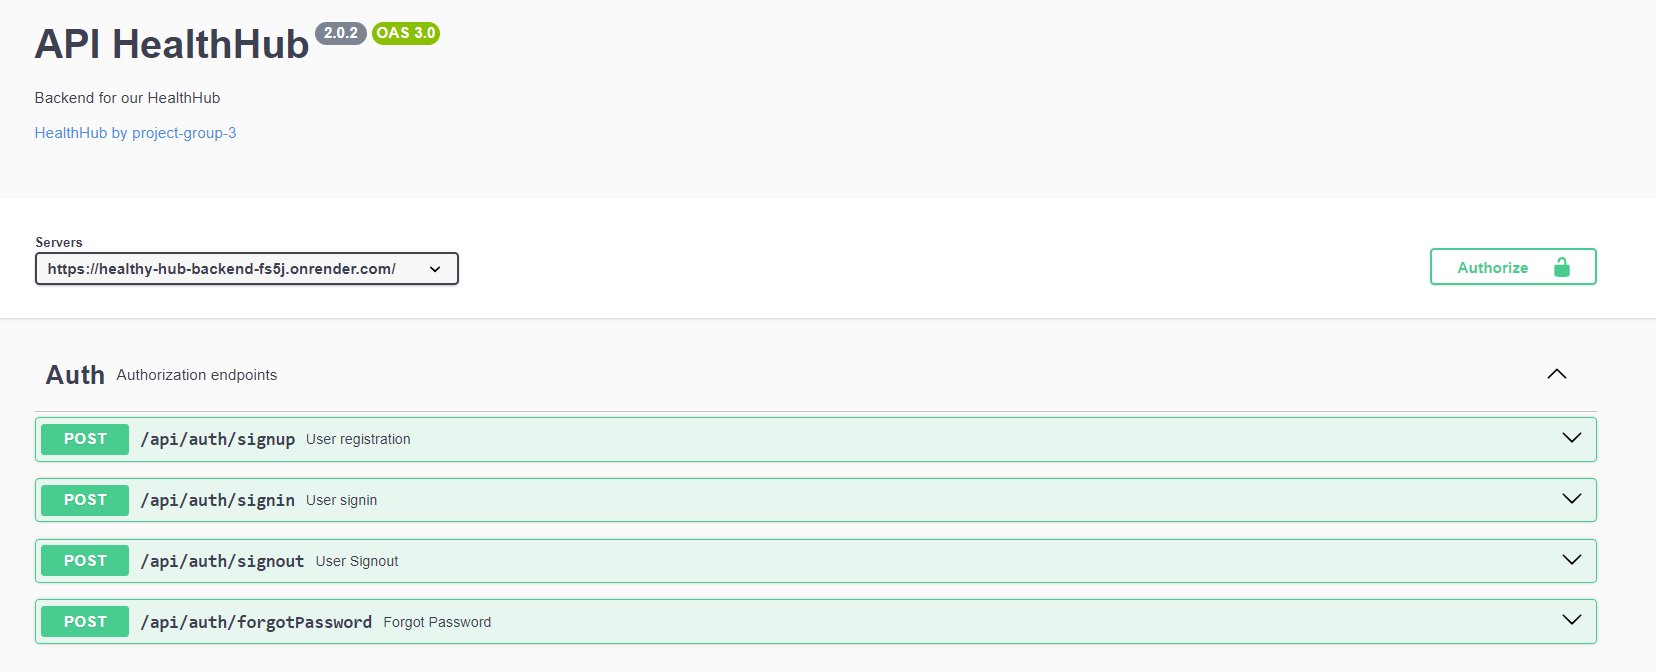 API HealthHub 2.0.2 OAS 3.0
Backend for our HealthHub
HealthHub by project-group-3
Servers
https://healthy-hub-backend-fs5j.onrender.com/
Authorize
Auth Authorization endpoints
POST /api/auth/signup User registration
POST /api/auth/signin User signin
POST /api/auth/signout User Signout
POST /api/auth/forgotPassword Forgot Password